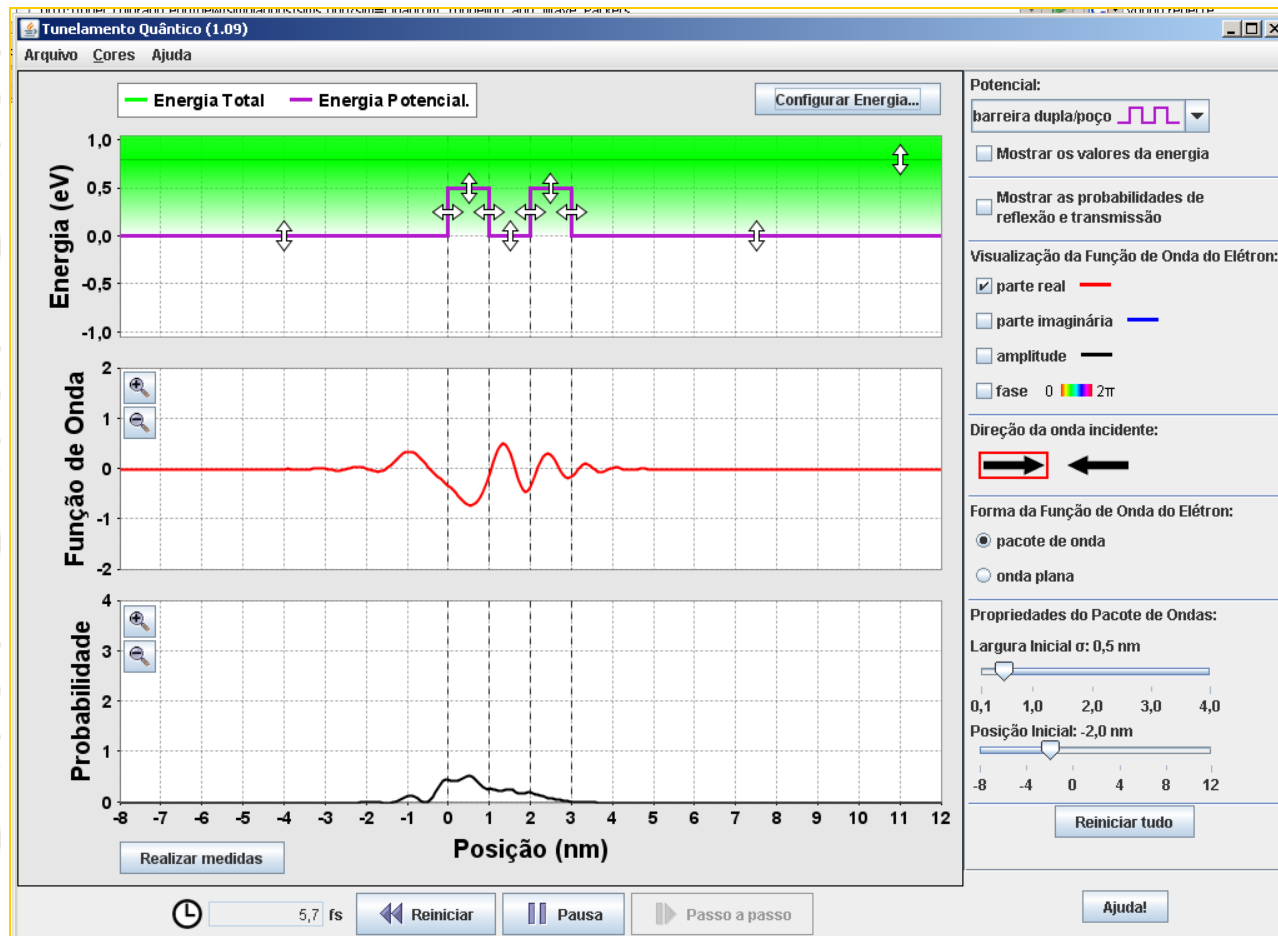 Tunelamento Quântico (1.09)
Arquivo Cores Ajuda
Energia Total Energia Potencial.
Configurar Energia...
Energia (eV)
1,0
0,5
0,0
-0,5
-1,0
Função de Onda
2
1
0
-1
-2
Probabilidade
4
3
2
1
0
-8 -7 -6 -5 -4 -3 -2 -1 0 1 2 3 4 5 6 7 8 9 10 11 12
Posição (nm)
Realizar medidas
5,7 fs
Reiniciar
Pausa
Passo a passo
Potencial:
barreira dupla/poço
Mostrar os valores da energia
Mostrar as probabilidades de
reflexão e transmissão
Visualização da Função de Onda do Elétron:
parte real
parte imaginária
amplitude
fase 0 2π
Direção da onda incidente:
Forma da Função de Onda do Elétron:
pacote de onda
onda plana
Propriedades do Pacote de Ondas:
Largura Inicial σ: 0,5 nm
0,1 1,0 2,0 3,0 4,0
Posição Inicial: -2,0 nm
-8 -4 0 4 8 12
Reiniciar tudo
Ajuda!